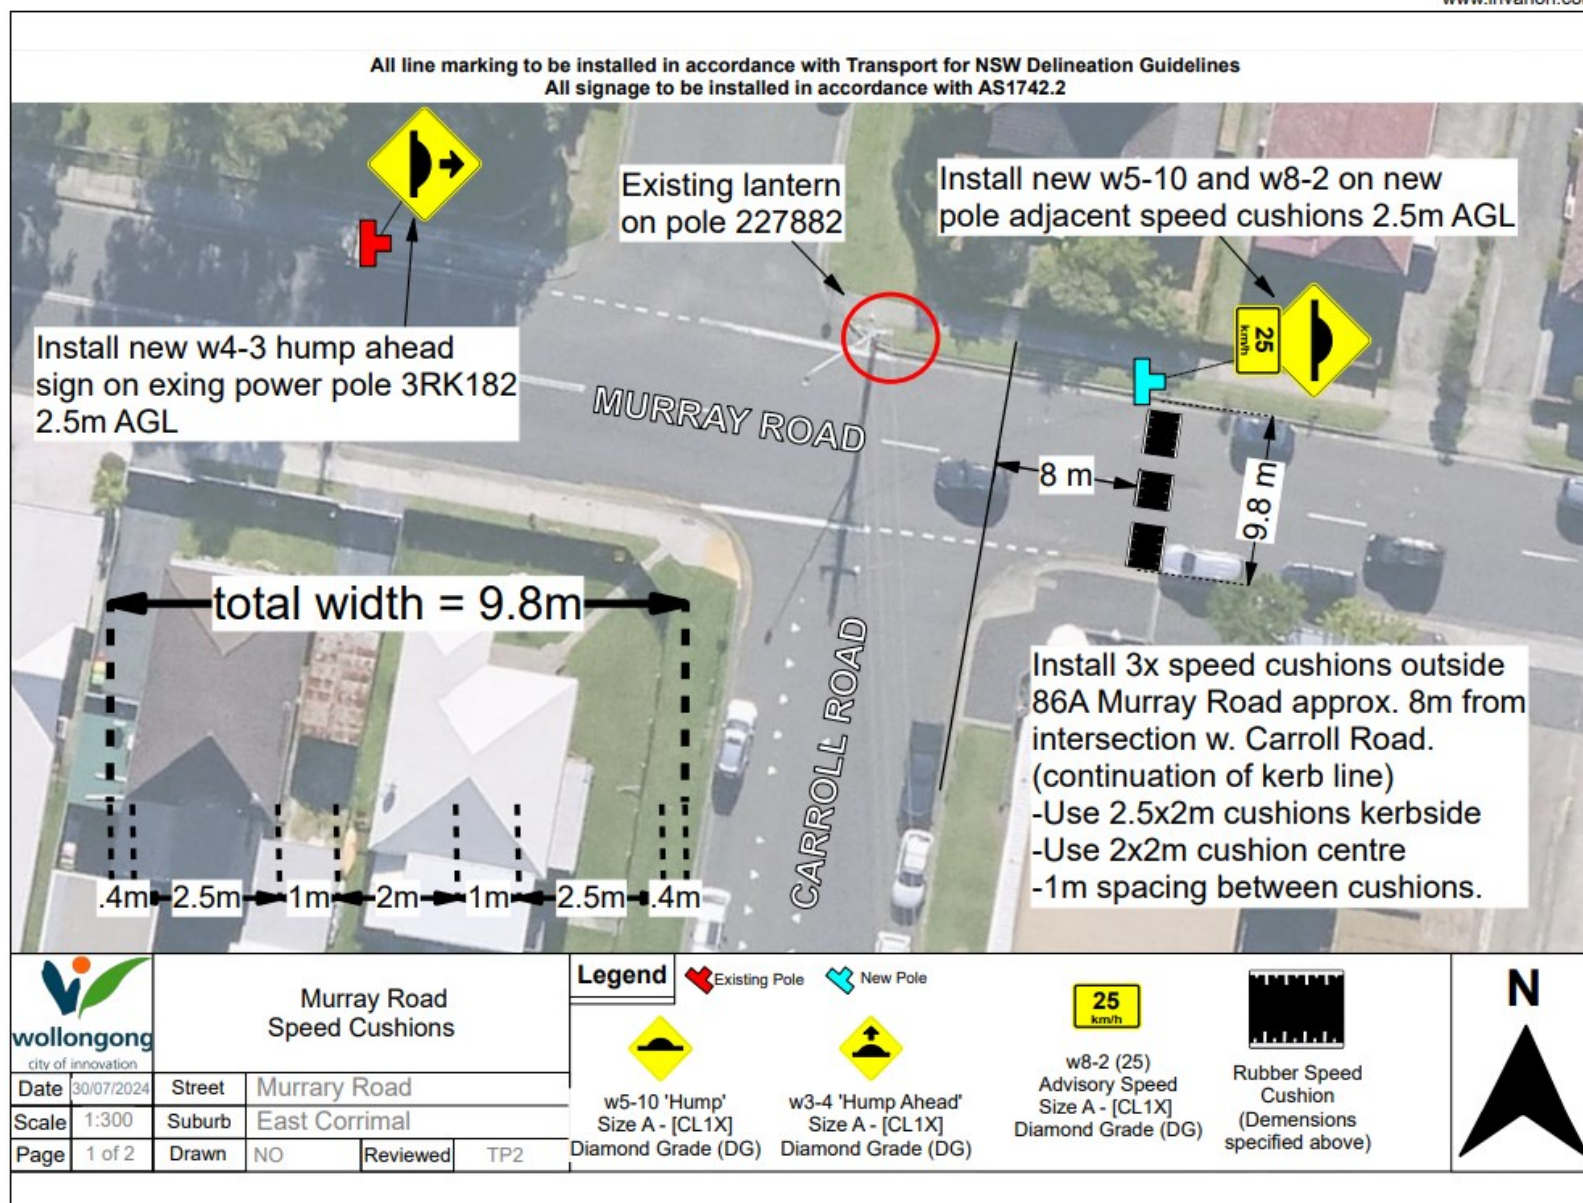 All line marking to be installed in accordance with Transport for NSW Delineation Guidelines
All signage to be installed in accordance with AS1742.2
Existing lantern
on pole 227882
Install new w5-10 and w8-2 on new
pole adjacent speed cushions 2.5m AGL
25
km/h
Install new w4-3 hump ahead
sign on exing power pole 3RK182
2.5m AGL
MURRAY ROAD
8 m
9.8 m
total width = 9.8m
CARROLL ROAD
Install 3x speed cushions outside
86A Murray Road approx. 8m from
intersection w. Carroll Road.
(continuation of kerb line)
-Use 2.5x2m cushions kerbside
-Use 2x2m cushion centre
-1m spacing between cushions.
.4m 2.5m 1m 2m 1m 2.5m .4m
wollongong
city of innovation
Murray Road
Speed Cushions
Date 30/07/2024 Street Murrary Road
Scale 1:300 Suburb East Corrimal
Page 1 of 2 Drawn NO Reviewed TP2
Legend Existing Pole New Pole
w5-10 'Hump'
Size A - [CL1X]
Diamond Grade (DG)
w3-4 'Hump Ahead'
Size A - [CL1X]
Diamond Grade (DG)
25
km/h
w8-2 (25)
Advisory Speed
Size A - [CL1X]
Diamond Grade (DG)
Rubber Speed
Cushion
(Demensions
specified above)
N